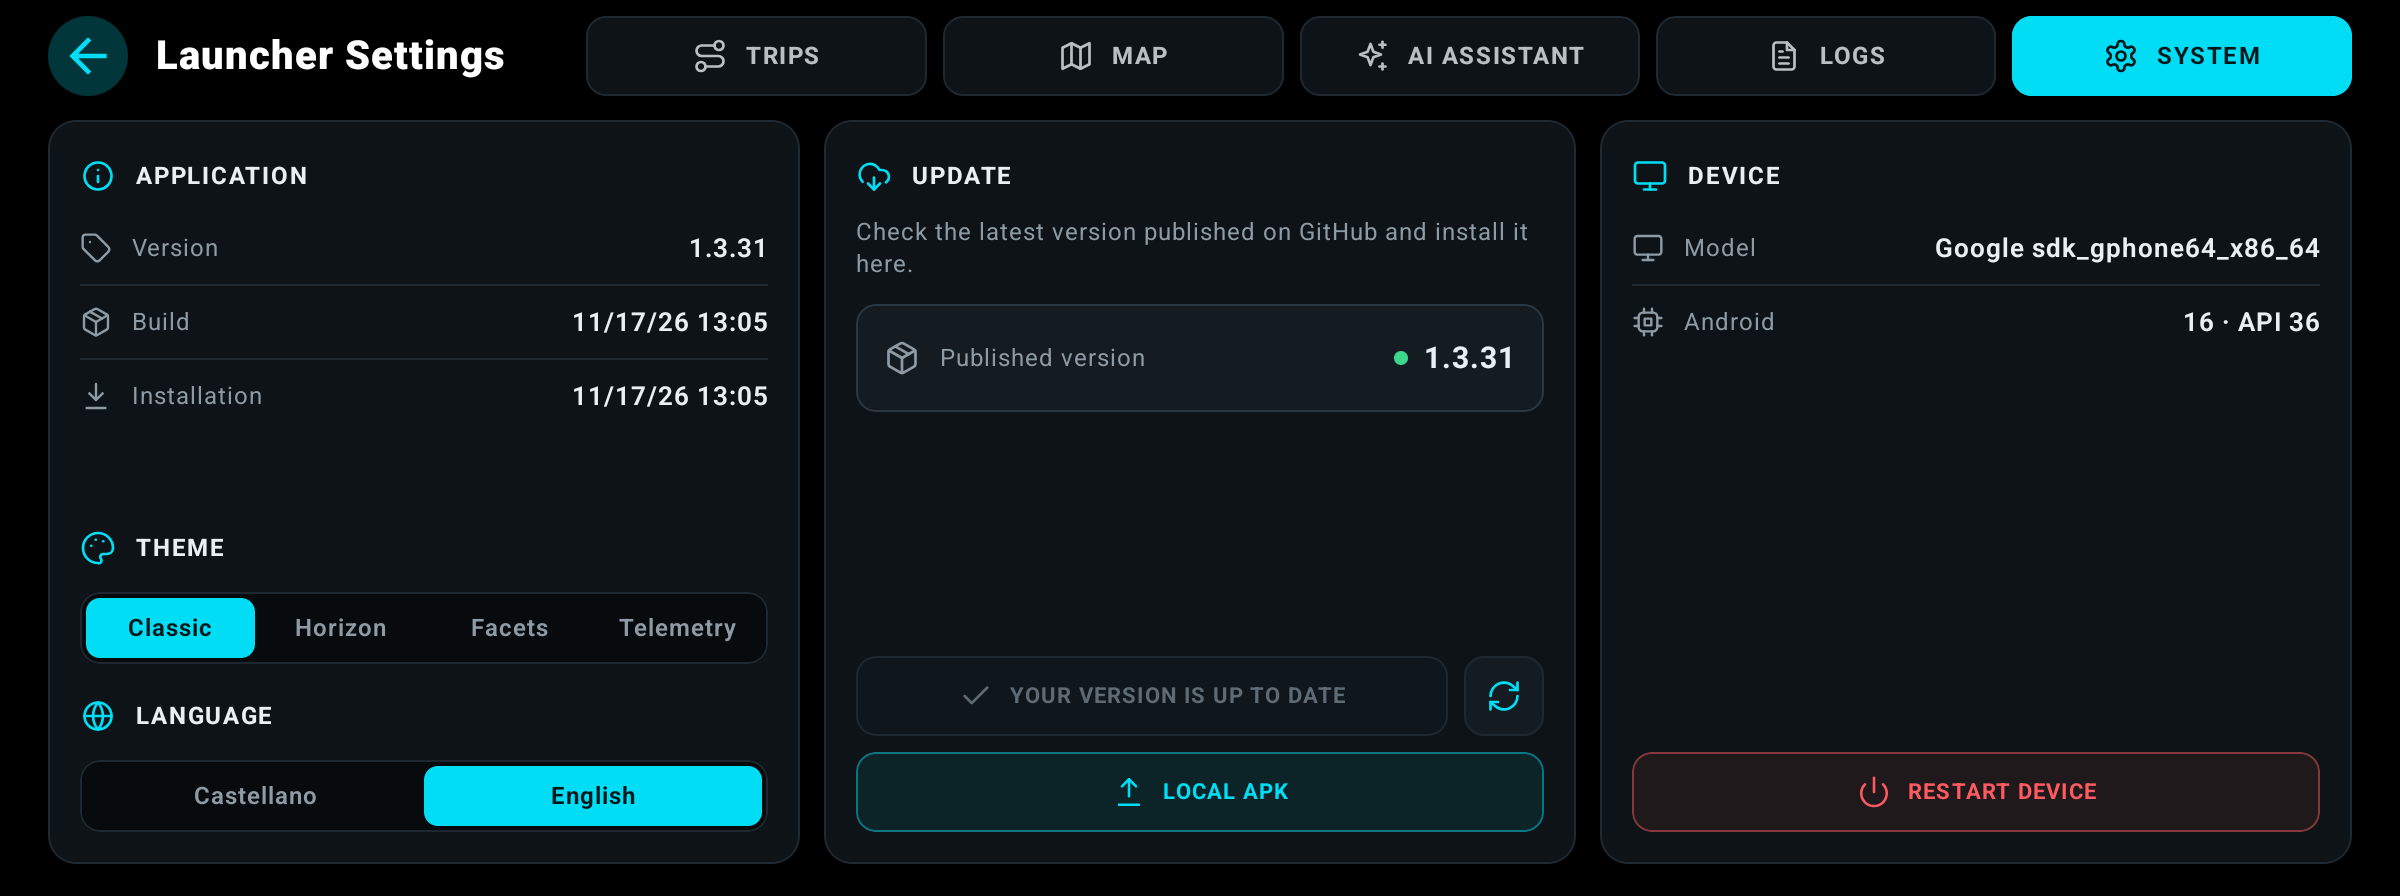 Launcher Settings
TRIPS
MAP
AI ASSISTANT
LOGS
SYSTEM
APPLICATION
Version
1.3.31
Build
11/17/26 13:05
Installation
11/17/26 13:05
THEME
Classic
Horizon
Facets
Telemetry
LANGUAGE
Castellano
English
UPDATE
Check the latest version published on GitHub and install it
here.
Published version
1.3.31
YOUR VERSION IS UP TO DATE
LOCAL APK
DEVICE
Model
Google sdk_gphone64_x86_64
Android
16 · API 36
RESTART DEVICE